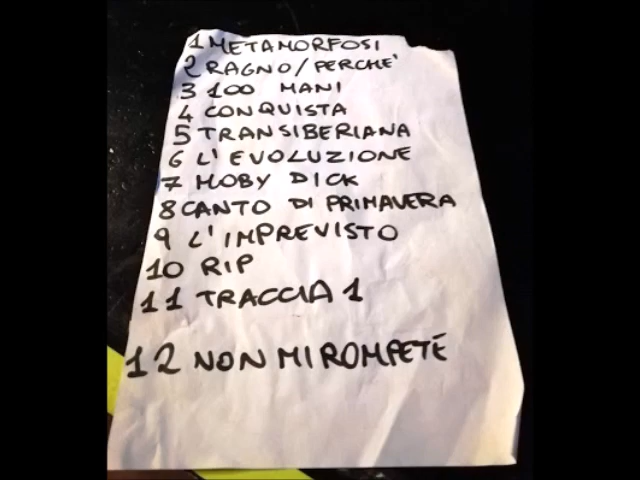 1 METAMORFOSI
2 RAGNO/PERCHE'
3 100 MANI
4 CONQUISTA
5 TRANSIBERIANA
6 L'EVOLUZIONE
7 MOBY DICK
8 CANTO DI PRIMAVERA
9 L'IMPREVISTO
10 RIP
11 TRACCIA 1
12 NON MI ROMPETE